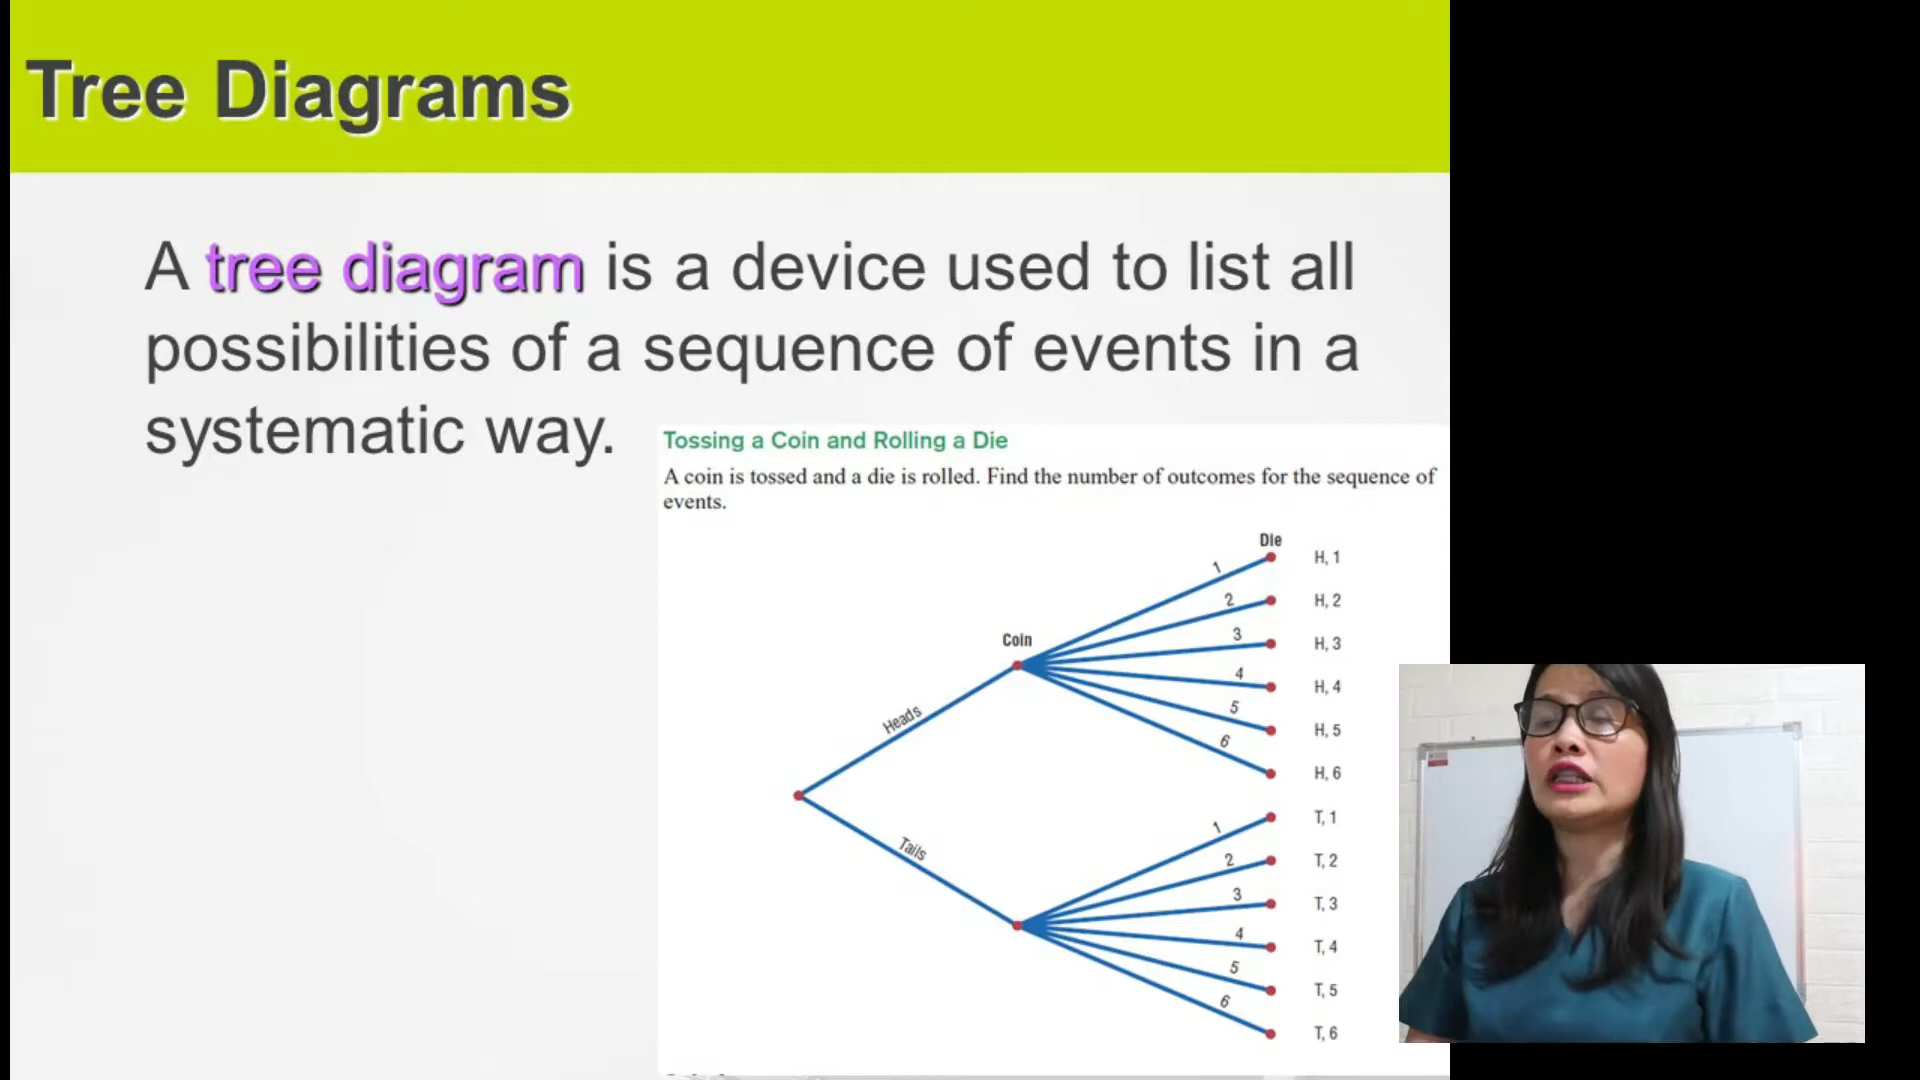 Tree Diagrams
A tree diagram is a device used to list all
possibilities of a sequence of events in a
systematic way.
Tossing a Coin and Rolling a Die
A coin is tossed and a die is rolled. Find the number of outcomes for the sequence of
events.
Die
1 H, 1
2 H, 2
Coin
3 H, 3
4 H, 4
Heads
5 H, 5
6 H, 6
1 T, 1
Tails
2 T, 2
3 T, 3
4 T, 4
5 T, 5
6 T, 6